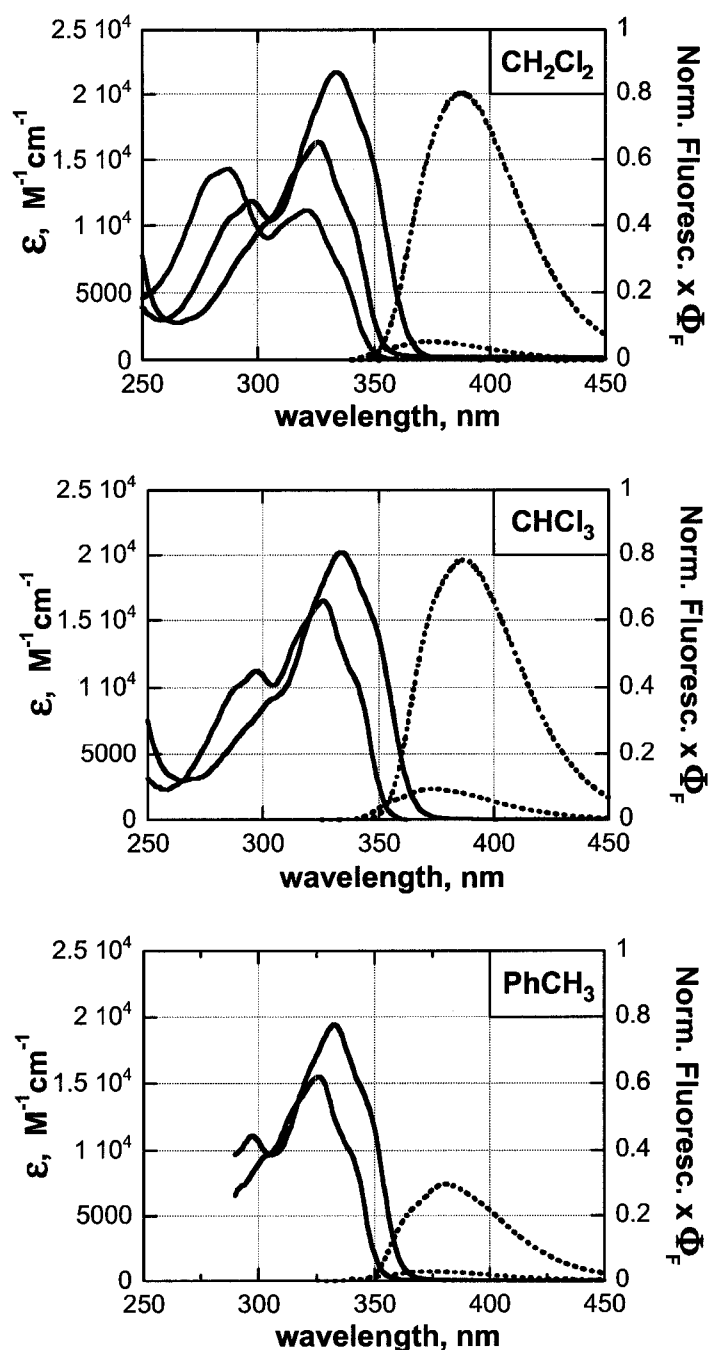 2.5 10⁴
2 10⁴
1.5 10⁴
1 10⁴
5000
0
ε, M⁻¹cm⁻¹
CH₂Cl₂
1
0.8
0.6
0.4
0.2
0
Norm. Fluoresc. x Φ_F
250 300 350 400 450
wavelength, nm
2.5 10⁴
2 10⁴
1.5 10⁴
1 10⁴
5000
0
ε, M⁻¹cm⁻¹
CHCl₃
1
0.8
0.6
0.4
0.2
0
Norm. Fluoresc. x Φ_F
250 300 350 400 450
wavelength, nm
2.5 10⁴
2 10⁴
1.5 10⁴
1 10⁴
5000
0
ε, M⁻¹cm⁻¹
PhCH₃
1
0.8
0.6
0.4
0.2
0
Norm. Fluoresc. x Φ_F
250 300 350 400 450
wavelength, nm